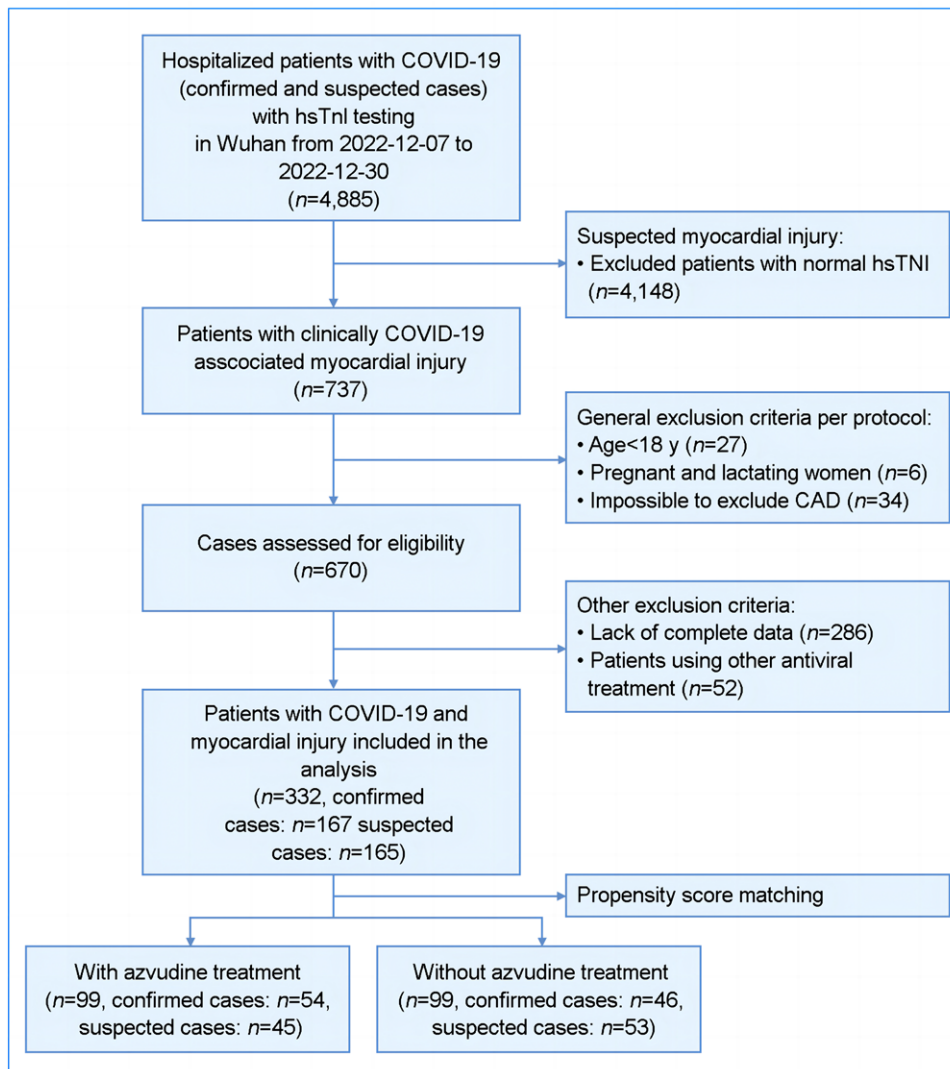 Hospitalized patients with COVID-19
(confirmed and suspected cases)
with hsTnI testing
in Wuhan from 2022-12-07 to
2022-12-30
(n=4,885)
Suspected myocardial injury:
• Excluded patients with normal hsTNI
(n=4,148)
Patients with clinically COVID-19
asscociated myocardial injury
(n=737)
General exclusion criteria per protocol:
• Age<18 y (n=27)
• Pregnant and lactating women (n=6)
• Impossible to exclude CAD (n=34)
Cases assessed for eligibility
(n=670)
Other exclusion criteria:
• Lack of complete data (n=286)
• Patients using other antiviral
treatment (n=52)
Patients with COVID-19 and
myocardial injury included in the
analysis
(n=332, confirmed
cases: n=167 suspected
cases: n=165)
Propensity score matching
With azvudine treatment
(n=99, confirmed cases: n=54,
suspected cases: n=45)
Without azvudine treatment
(n=99, confirmed cases: n=46,
suspected cases: n=53)